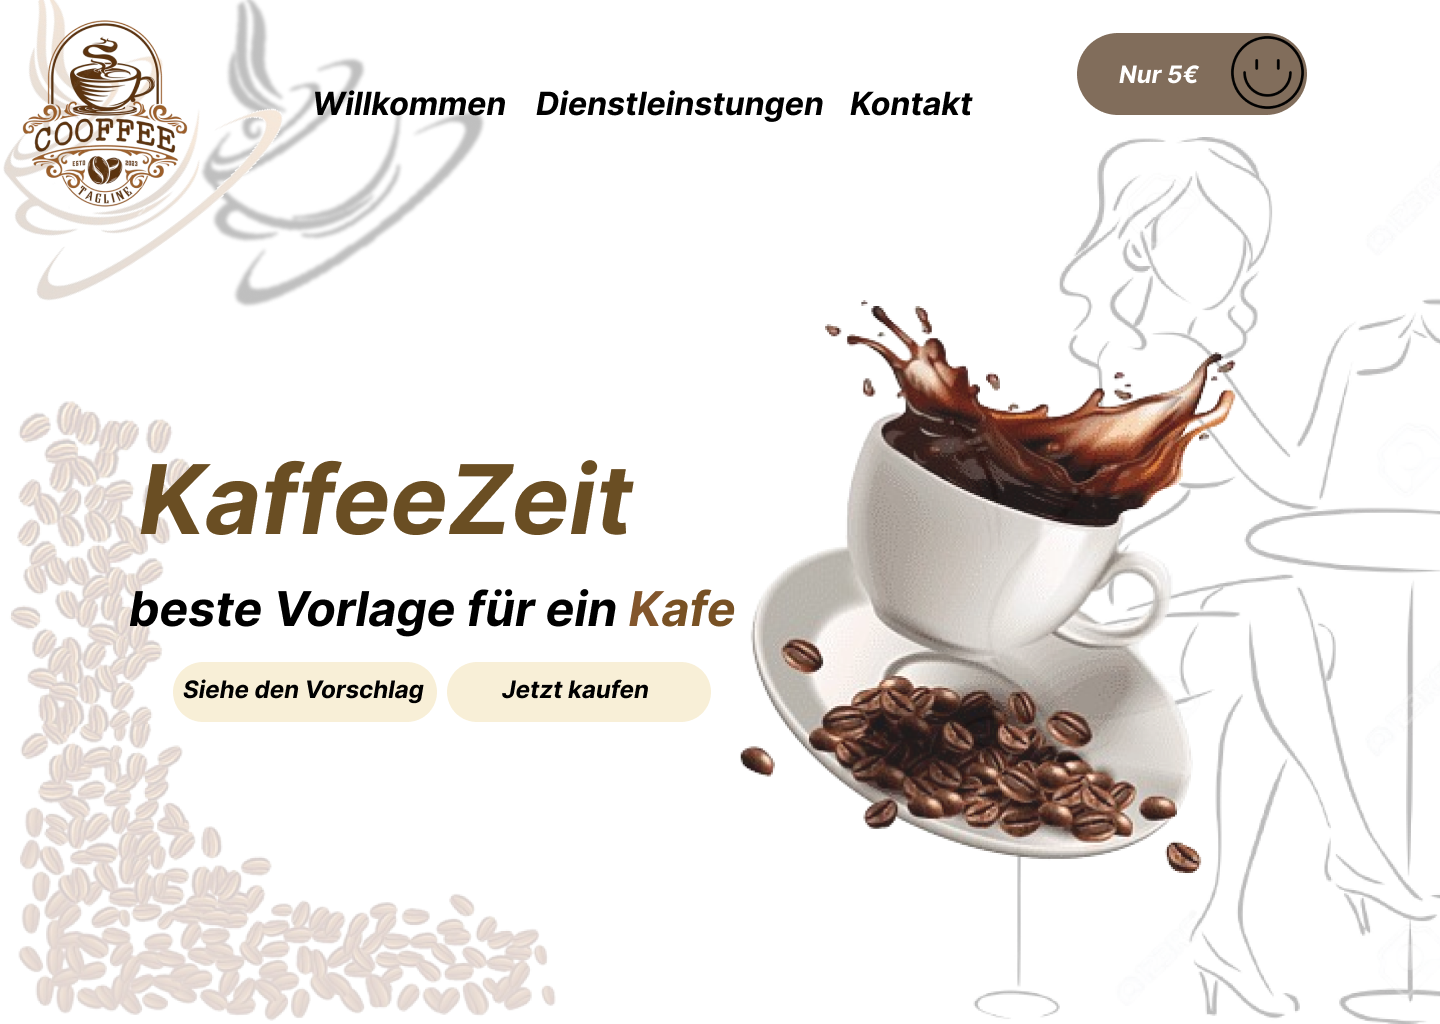 COOFFEE
ESTD 2023
TAGLINE
Willkommen Dienstleinstungen Kontakt
Nur 5€
KaffeeZeit
beste Vorlage für ein Kafe
Siehe den Vorschlag Jetzt kaufen